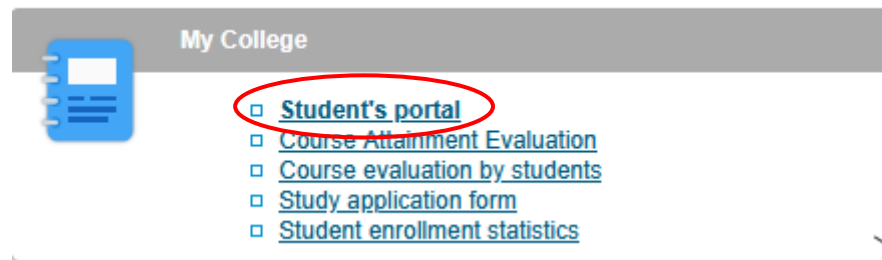 My College
Student's portal
Course Attainment Evaluation
Course evaluation by students
Study application form
Student enrollment statistics